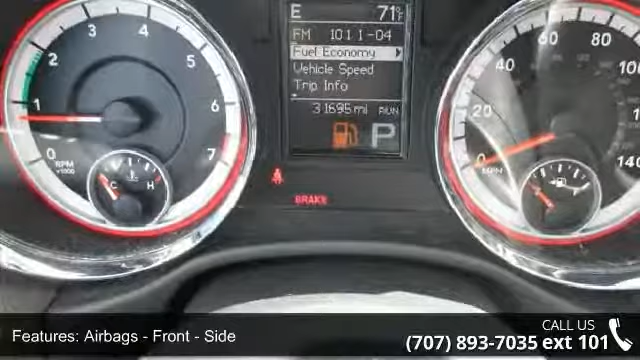 E 71°F
FM 101 1-04
Fuel Economy
Vehicle Speed
Trip Info
31695 mi RUN
P
1 2 3 4 5 6 7
0
RPM
x1000
C H
BRAKE
0 20 60 80 100 140
MPH
Features: Airbags - Front - Side
CALL US
(707) 893-7035 ext 101